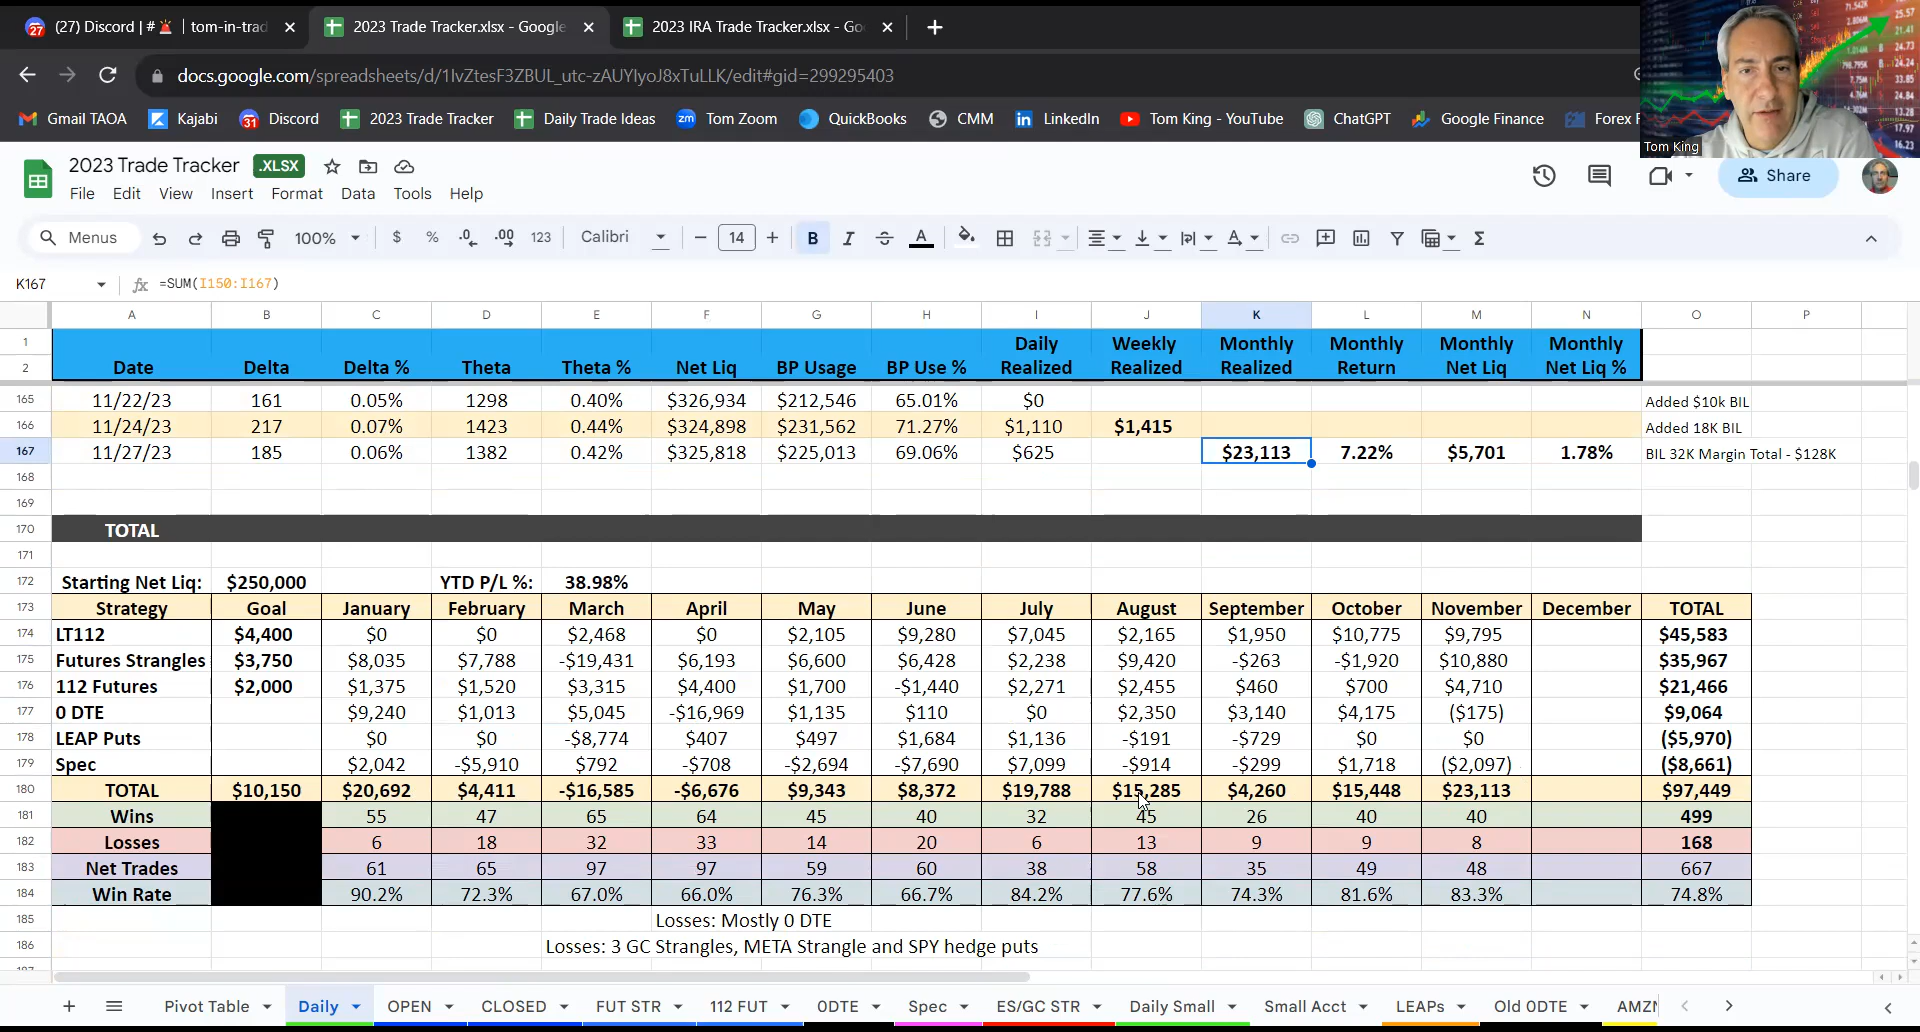 (27) Discord | # tom-in-trad
2023 Trade Tracker.xlsx - Google
2023 IRA Trade Tracker.xlsx - Go
docs.google.com/spreadsheets/d/1IvZtesF3ZBUL_utc-zAUYIyoJ8xTuLLK/edit#gid=299295403
Gmail TAOA Kajabi Discord 2023 Trade Tracker Daily Trade Ideas Tom Zoom QuickBooks CMM LinkedIn Tom King - YouTube ChatGPT Google Finance Forex F
Tom King
2023 Trade Tracker .XLSX
File Edit View Insert Format Data Tools Help
Share
Menus 100% $ % .0 .00 123 Calibri 14 B I S A
K167 fx =SUM(I150:I167)
A B C D E F G H I J K L M N O P
1 Daily Weekly Monthly Monthly Monthly Monthly
2 Date Delta Delta % Theta Theta % Net Liq BP Usage BP Use % Realized Realized Realized Return Net Liq Net Liq %
165 11/22/23 161 0.05% 1298 0.40% $326,934 $212,546 65.01% $0 Added $10k BIL
166 11/24/23 217 0.07% 1423 0.44% $324,898 $231,562 71.27% $1,110 $1,415 Added 18K BIL
167 11/27/23 185 0.06% 1382 0.42% $325,818 $225,013 69.06% $625 $23,113 7.22% $5,701 1.78% BIL 32K Margin Total - $128K
168
169
170 TOTAL
171
172 Starting Net Liq: $250,000 YTD P/L %: 38.98%
173 Strategy Goal January February March April May June July August September October November December TOTAL
174 LT112 $4,400 $0 $0 $2,468 $0 $2,105 $9,280 $7,045 $2,165 $1,950 $10,775 $9,795 $45,583
175 Futures Strangles $3,750 $8,035 $7,788 -$19,431 $6,193 $6,600 $6,428 $2,238 $9,420 -$263 -$1,920 $10,880 $35,967
176 112 Futures $2,000 $1,375 $1,520 $3,315 $4,400 $1,700 -$1,440 $2,271 $2,455 $460 $700 $4,710 $21,466
177 0 DTE $9,240 $1,013 $5,045 -$16,969 $1,135 $110 $0 $2,350 $3,140 $4,175 ($175) $9,064
178 LEAP Puts $0 $0 -$8,774 $407 $497 $1,684 $1,136 -$191 -$729 $0 $0 ($5,970)
179 Spec $2,042 -$5,910 $792 -$708 -$2,694 -$7,690 $7,099 -$914 -$299 $1,718 ($2,097) ($8,661)
180 TOTAL $10,150 $20,692 $4,411 -$16,585 -$6,676 $9,343 $8,372 $19,788 $15,285 $4,260 $15,448 $23,113 $97,449
181 Wins 55 47 65 64 45 40 32 45 26 40 40 499
182 Losses 6 18 32 33 14 20 6 13 9 9 8 168
183 Net Trades 61 65 97 97 59 60 38 58 35 49 48 667
184 Win Rate 90.2% 72.3% 67.0% 66.0% 76.3% 66.7% 84.2% 77.6% 74.3% 81.6% 83.3% 74.8%
185 Losses: Mostly 0 DTE
186 Losses: 3 GC Strangles, META Strangle and SPY hedge puts
Pivot Table Daily OPEN CLOSED FUT STR 112 FUT 0DTE Spec ES/GC STR Daily Small Small Acct LEAPs Old 0DTE AMZN